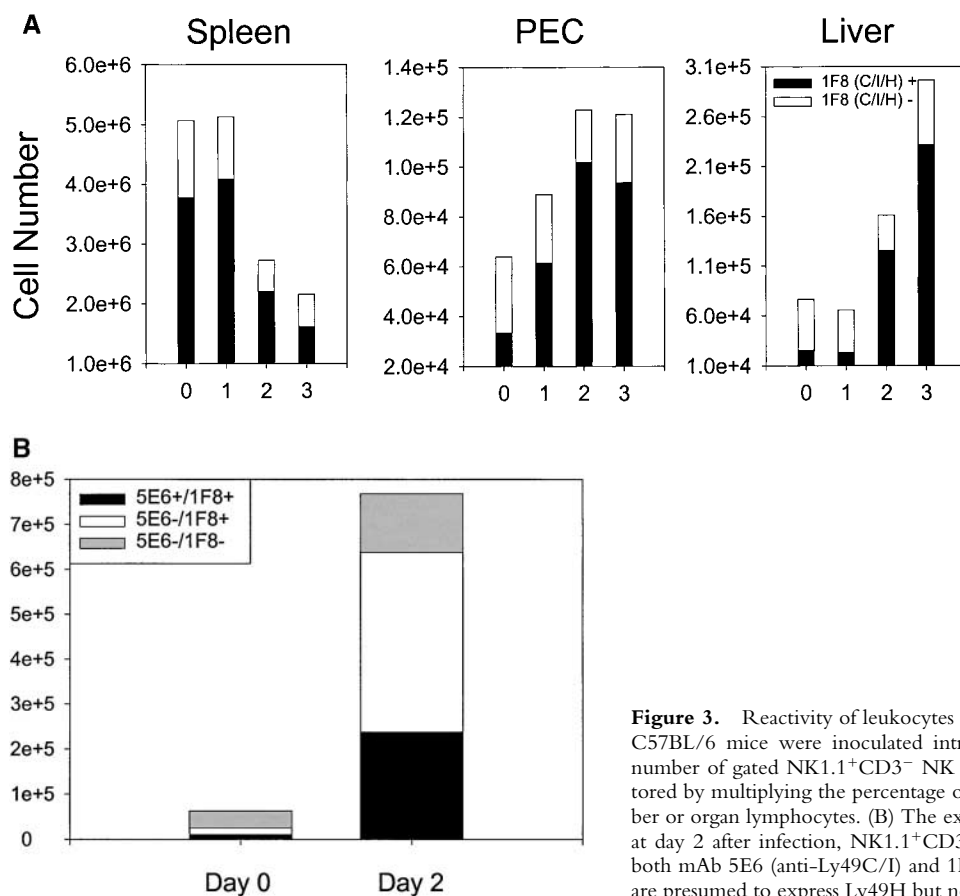 A
Spleen
PEC
Liver
Cell Number
6.0e+6
5.0e+6
4.0e+6
3.0e+6
2.0e+6
1.0e+6
0 1 2 3
1.4e+5
1.2e+5
1.0e+5
8.0e+4
6.0e+4
4.0e+4
2.0e+4
0 1 2 3
3.1e+5
2.6e+5
2.1e+5
1.6e+5
1.1e+5
6.0e+4
1.0e+4
1F8 (C/I/H) +
1F8 (C/I/H) -
0 1 2 3
B
8e+5
7e+5
6e+5
5e+5
4e+5
3e+5
2e+5
1e+5
0
5E6+/1F8+
5E6-/1F8+
5E6-/1F8-
Day 0 Day 2
Figure 3. Reactivity of leukocytes
C57BL/6 mice were inoculated intr
number of gated NK1.1+CD3− NK
tored by multiplying the percentage o
ber or organ lymphocytes. (B) The ex
at day 2 after infection, NK1.1+CD3
both mAb 5E6 (anti-Ly49C/I) and 1
are presumed to express Ly49H but n